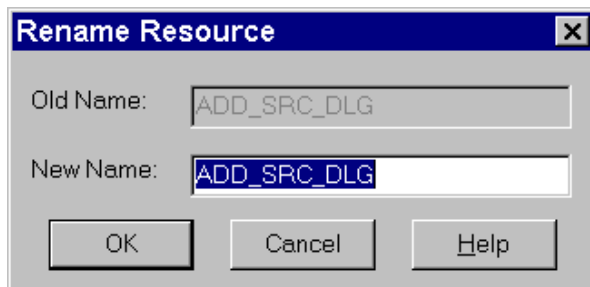 Rename Resource
Old Name: ADD_SRC_DLG
New Name: ADD_SRC_DLG
OK Cancel Help